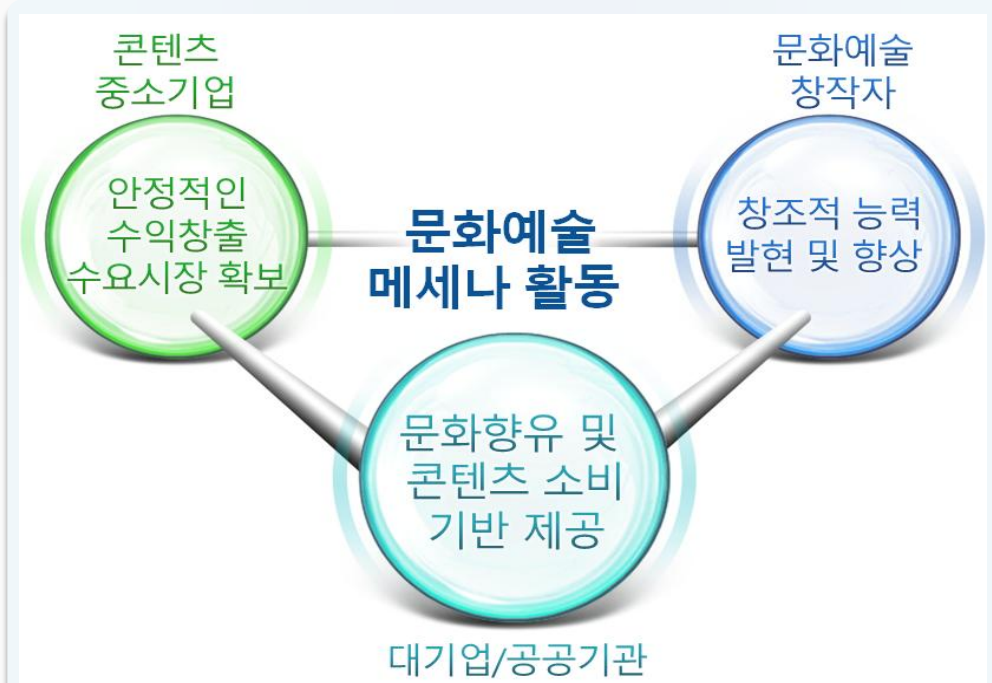 콘텐츠
중소기업
문화예술
창작자
안정적인
수익창출
수요시장 확보
문화예술
메세나 활동
창조적 능력
발현 및 향상
문화향유 및
콘텐츠 소비
기반 제공
대기업/공공기관